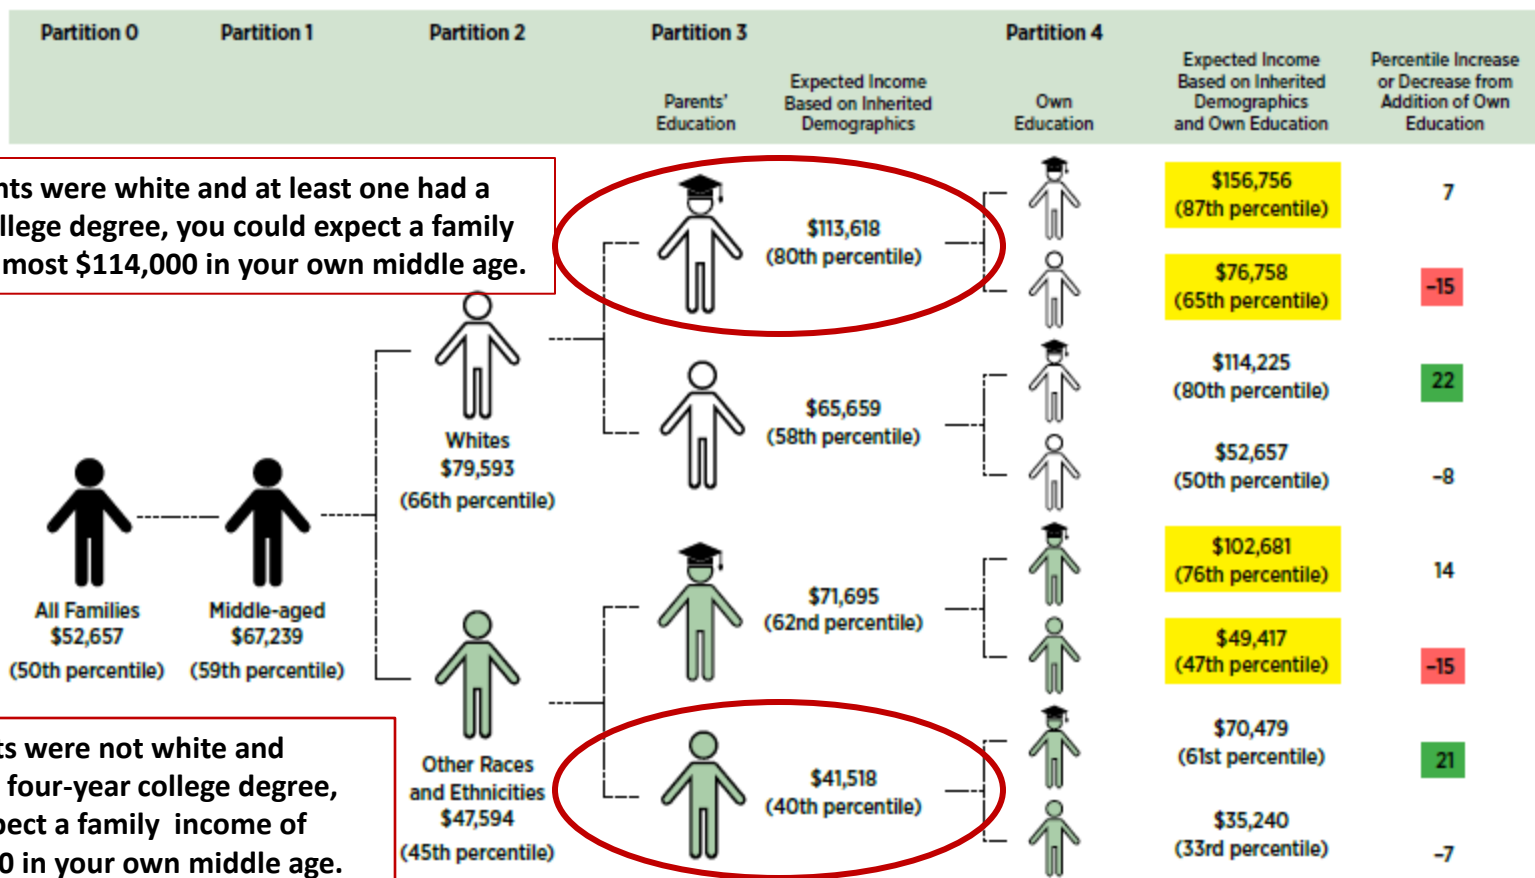 Partition 0
Partition 1
Partition 2
Partition 3
Partition 4
Parents'
Education
Expected Income
Based on Inherited
Demographics
Own
Education
Expected Income
Based on Inherited
Demographics
and Own Education
Percentile Increase
or Decrease from
Addition of Own
Education
nts were white and at least one had a
llege degree, you could expect a family
most $114,000 in your own middle age.
$113,618
(80th percentile)
$156,756
(87th percentile)
7
$76,758
(65th percentile)
–15
Whites
$79,593
(66th percentile)
$65,659
(58th percentile)
$114,225
(80th percentile)
22
$52,657
(50th percentile)
–8
All Families
$52,657
(50th percentile)
Middle-aged
$67,239
(59th percentile)
$71,695
(62nd percentile)
$102,681
(76th percentile)
14
$49,417
(47th percentile)
–15
ts were not white and
four-year college degree,
pect a family  income of
0 in your own middle age.
Other Races
and Ethnicities
$47,594
(45th percentile)
$41,518
(40th percentile)
$70,479
(61st percentile)
21
$35,240
(33rd percentile)
–7